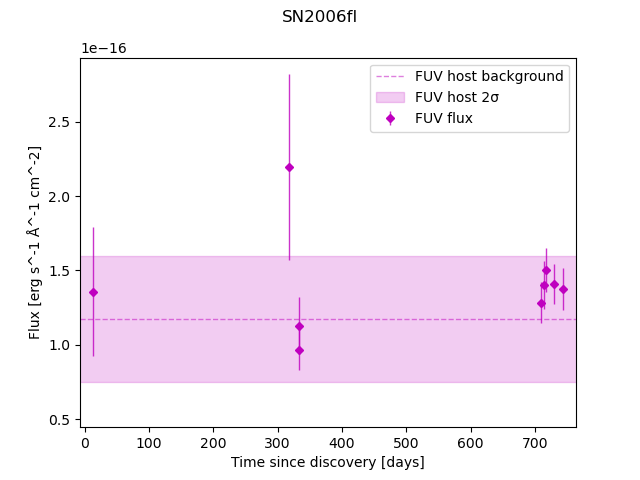 SN2006fl
1e−16
FUV host background
FUV host 2σ
FUV flux
2.5
2.0
1.5
1.0
0.5
Flux [erg s^-1 Å^-1 cm^-2]
0 100 200 300 400 500 600 700
Time since discovery [days]